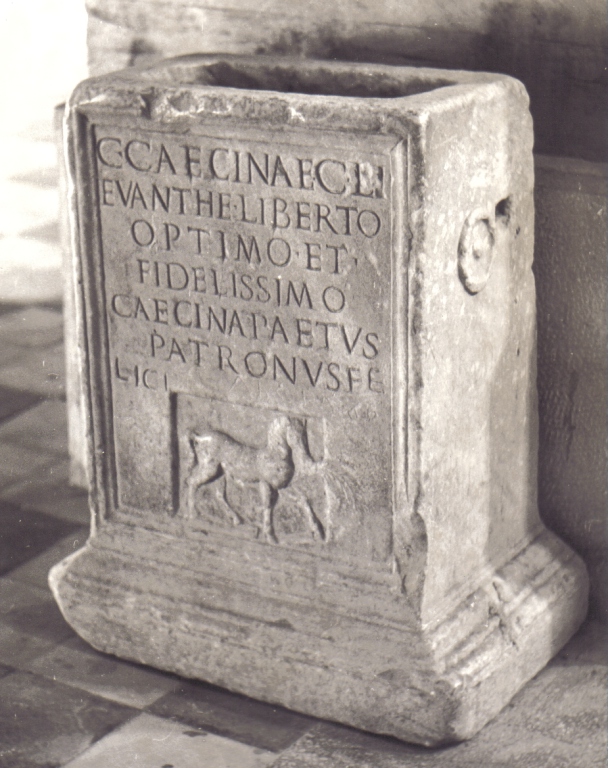 C·CAECINAE·C·L·
EVANTHE·LIBERTO
OPTIMO·ET·
FIDELISSIMO
CAECINA·PAETVS
PATRONVS FE
LICI